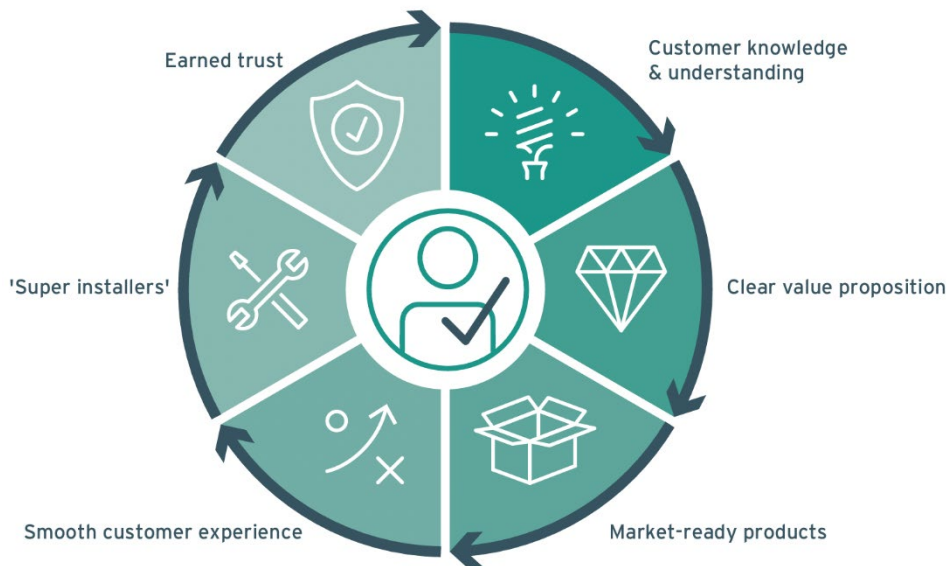 Earned trust
Customer knowledge
& understanding
'Super installers'
Clear value proposition
Smooth customer experience
Market-ready products